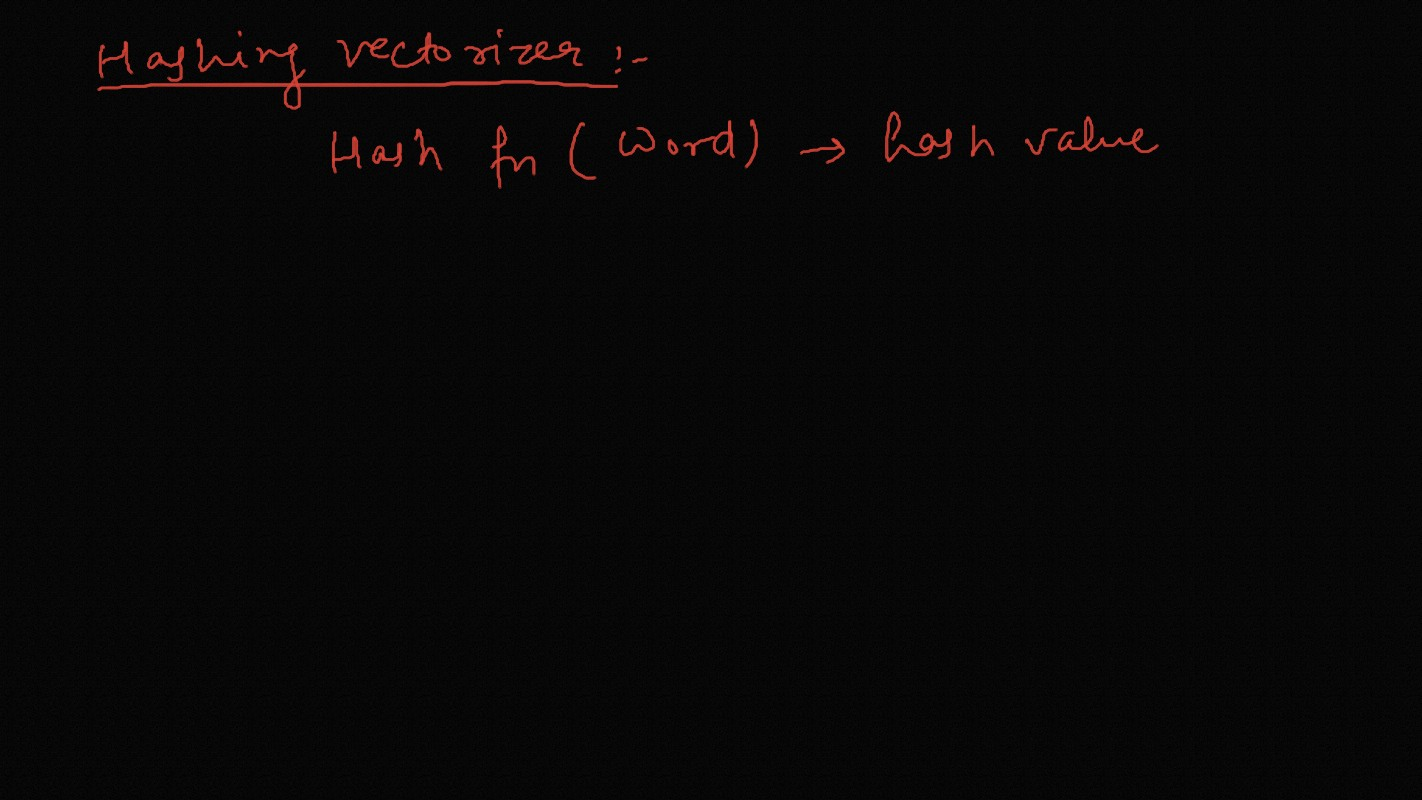 Hashing vectorizer :-
Hash fn (word) → hash value